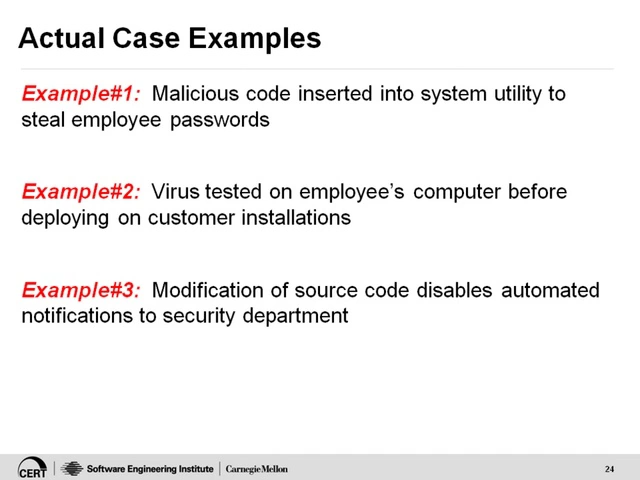 Actual Case Examples
Example#1: Malicious code inserted into system utility to
steal employee passwords
Example#2: Virus tested on employee's computer before
deploying on customer installations
Example#3: Modification of source code disables automated
notifications to security department
CERT Software Engineering Institute CarnegieMellon 24